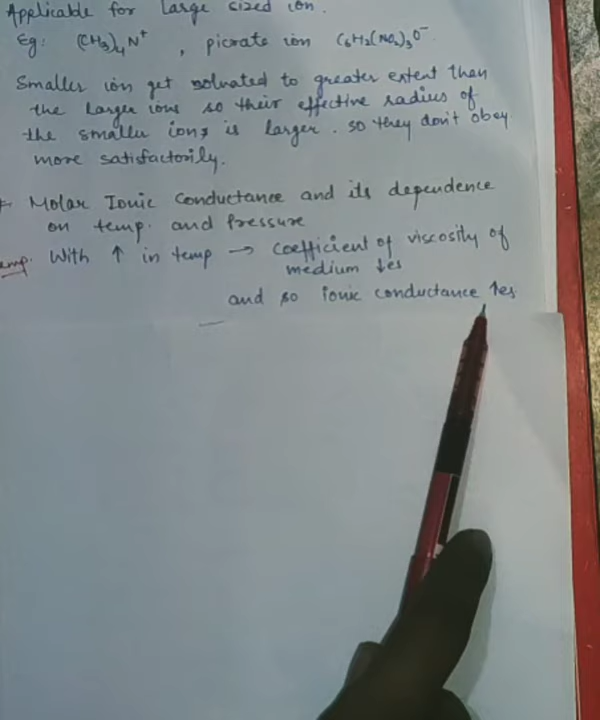 Applicable for Large sized ion.
Eg: (CH3)4N+ , picrate ion C6H2(NO2)3O-
Smaller ion get solvated to greater extent than
the larger ions so their effective radius of
the smaller ions is larger. so they don't obey
more satisfactorily.
Molar Ionic Conductance and its dependence
on temp. and Pressure
emp. With ↑ in temp → coefficient of viscosity of
medium ↓es
and so ionic conductance ↑es